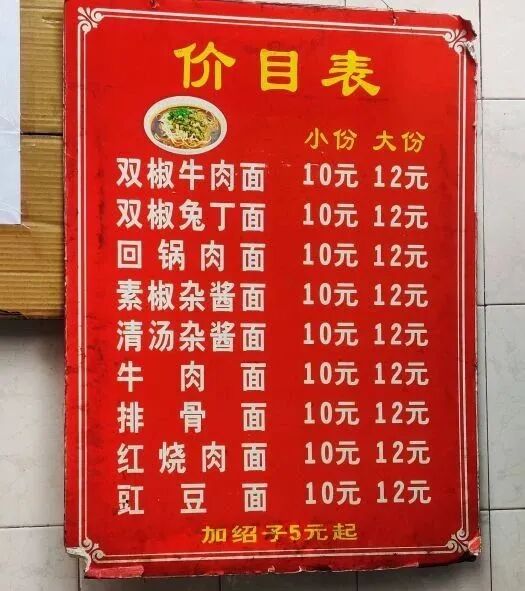 价目表
小份 大份
双椒牛肉面 10元 12元
双椒兔丁面 10元 12元
回锅肉面 10元 12元
素椒杂酱面 10元 12元
清汤杂酱面 10元 12元
牛肉面 10元 12元
排骨面 10元 12元
红烧肉面 10元 12元
豇豆面 10元 12元
加绍子5元起